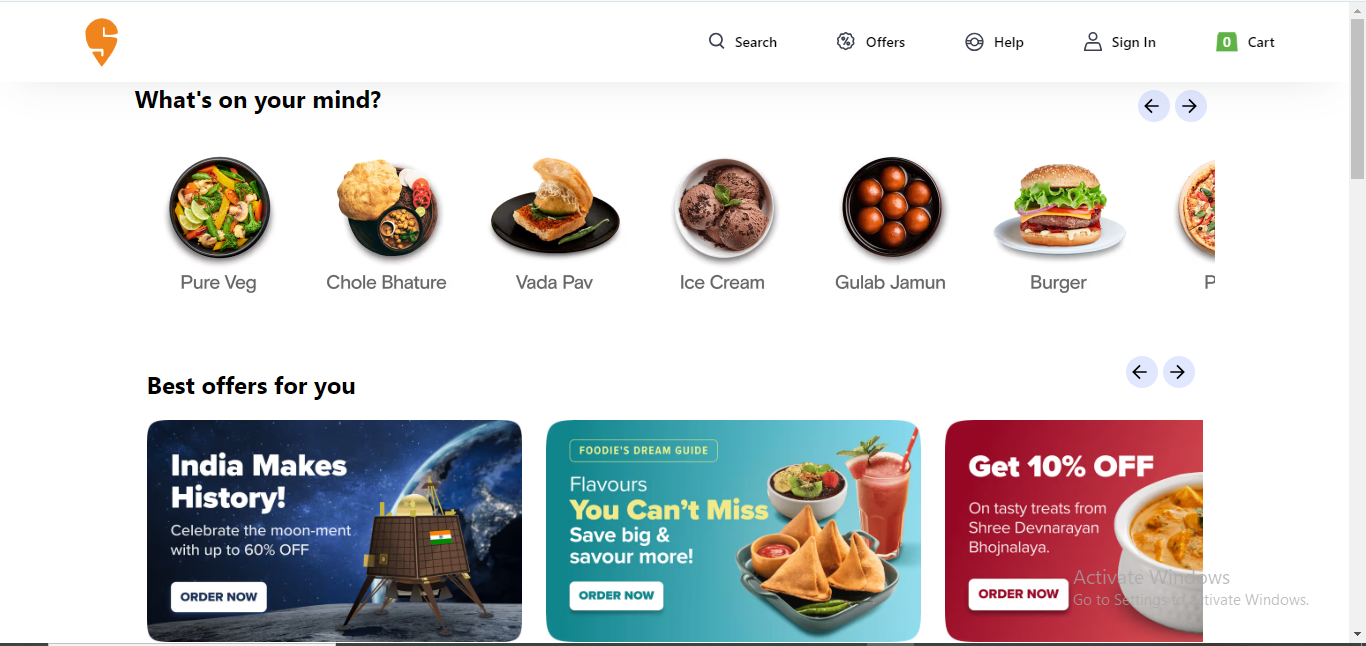 Search
Offers
Help
Sign In
0
Cart
What's on your mind?
Pure Veg
Chole Bhature
Vada Pav
Ice Cream
Gulab Jamun
Burger
P
Best offers for you
India Makes
History!
Celebrate the moon-ment
with up to 60% OFF
ORDER NOW
FOODIE'S DREAM GUIDE
Flavours
You Can't Miss
Save big &
savour more!
ORDER NOW
Get 10% OFF
On tasty treats from
Shree Devnarayan
Bhojnalaya.
ORDER NOW
Activate Windows
Go to Settings to activate Windows.